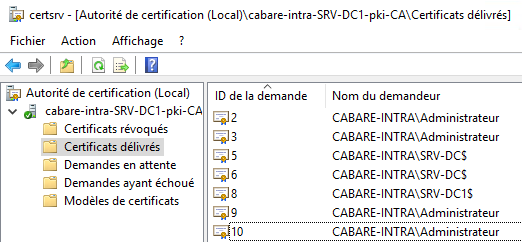 certsrv - [Autorité de certification (Local)\cabare-intra-SRV-DC1-pki-CA\Certificats délivrés]
Fichier Action Affichage ?
Autorité de certification (Local)
cabare-intra-SRV-DC1-pki-CA
Certificats révoqués
Certificats délivrés
Demandes en attente
Demandes ayant échoué
Modèles de certificats
ID de la demande Nom du demandeur
2 CABARE-INTRA\Administrateur
3 CABARE-INTRA\Administrateur
5 CABARE-INTRA\SRV-DC$
6 CABARE-INTRA\SRV-DC$
8 CABARE-INTRA\SRV-DC1$
9 CABARE-INTRA\Administrateur
10 CABARE-INTRA\Administrateur